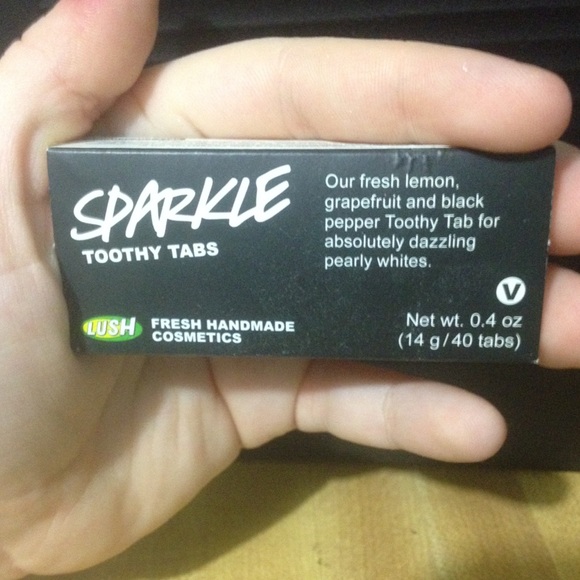 SPARKLE
TOOTHY TABS
Our fresh lemon,
grapefruit and black
pepper Toothy Tab for
absolutely dazzling
pearly whites.
V
LUSH
FRESH HANDMADE
COSMETICS
Net wt. 0.4 oz
(14 g/40 tabs)